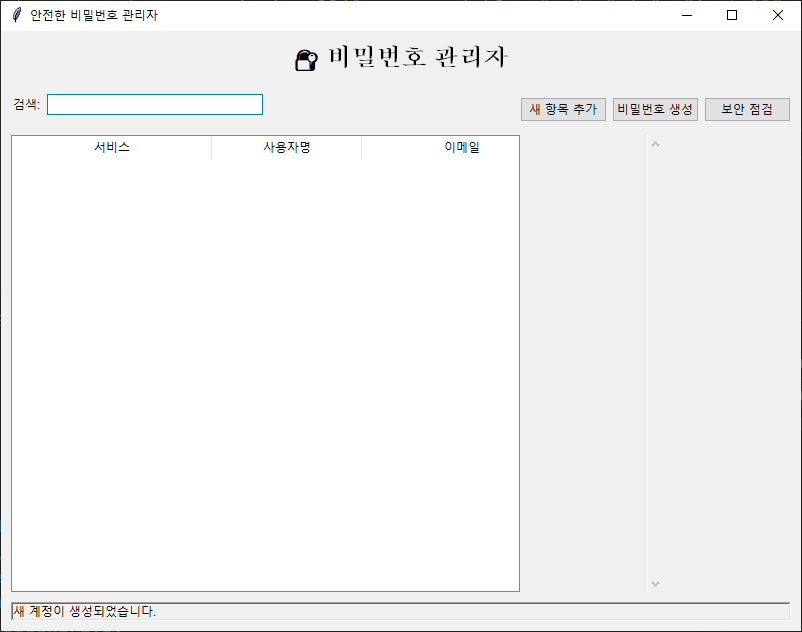 안전한 비밀번호 관리자
🔐 비밀번호 관리자
검색:
새 항목 추가 비밀번호 생성 보안 점검
서비스 사용자명 이메일
새 계정이 생성되었습니다.